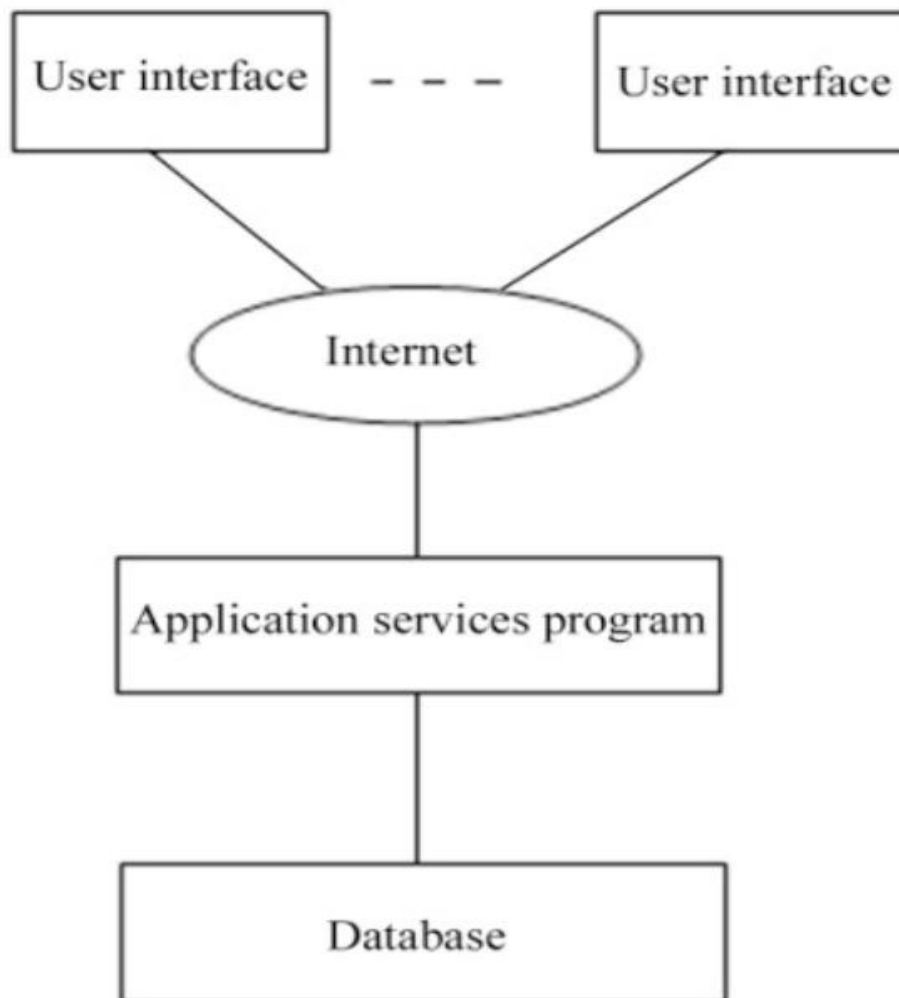 User interface
User interface
Internet
Application services program
Database